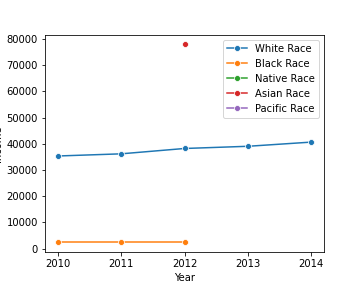 80000
70000
60000
50000
40000
30000
20000
10000
0
White Race
Black Race
Native Race
Asian Race
Pacific Race
2010 2011 2012 2013 2014
Year